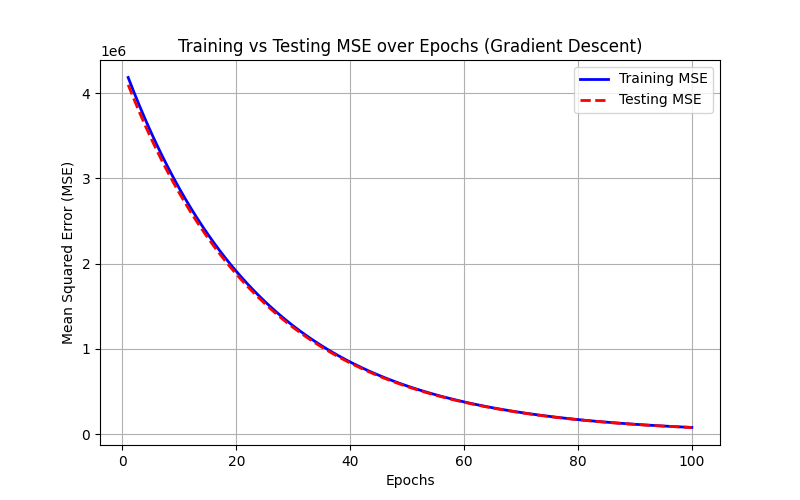 Training vs Testing MSE over Epochs (Gradient Descent)
1e6
Training MSE
Testing MSE
4
3
2
1
0
Mean Squared Error (MSE)
0 20 40 60 80 100
Epochs